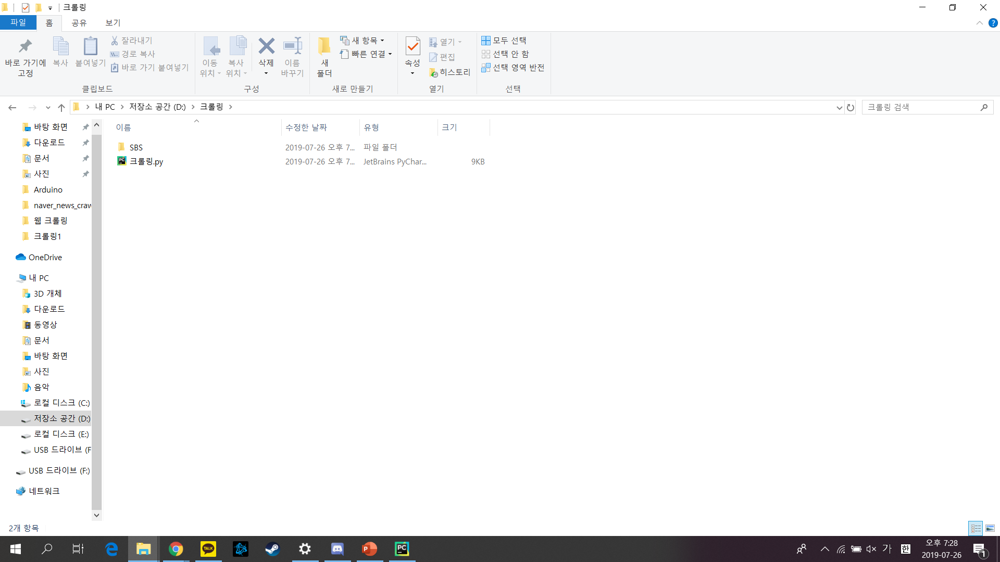 크롤링
파일 홈 공유 보기
바로 가기에 고정
복사
붙여넣기
잘라내기
경로 복사
바로 가기 붙여넣기
클립보드
이동 위치
복사 위치
삭제
이름 바꾸기
구성
새 폴더
새 항목
빠른 연결
새로 만들기
속성
열기
편집
히스토리
열기
모두 선택
선택 안 함
선택 영역 반전
선택
내 PC 저장소 공간 (D:) 크롤링
크롤링 검색
바탕 화면
다운로드
문서
사진
Arduino
naver_news_craw
웹 크롤링
크롤링1
OneDrive
내 PC
3D 개체
다운로드
동영상
문서
바탕 화면
사진
음악
로컬 디스크 (C:)
저장소 공간 (D:)
로컬 디스크 (E:)
USB 드라이브 (F
USB 드라이브 (F:)
네트워크
이름 수정한 날짜 유형 크기
SBS 2019-07-26 오후 7... 파일 폴더
크롤링.py 2019-07-26 오후 7... JetBrains PyChar... 9KB
2개 항목
TALK
P
PC
가
한
오후 7:28
2019-07-26
1